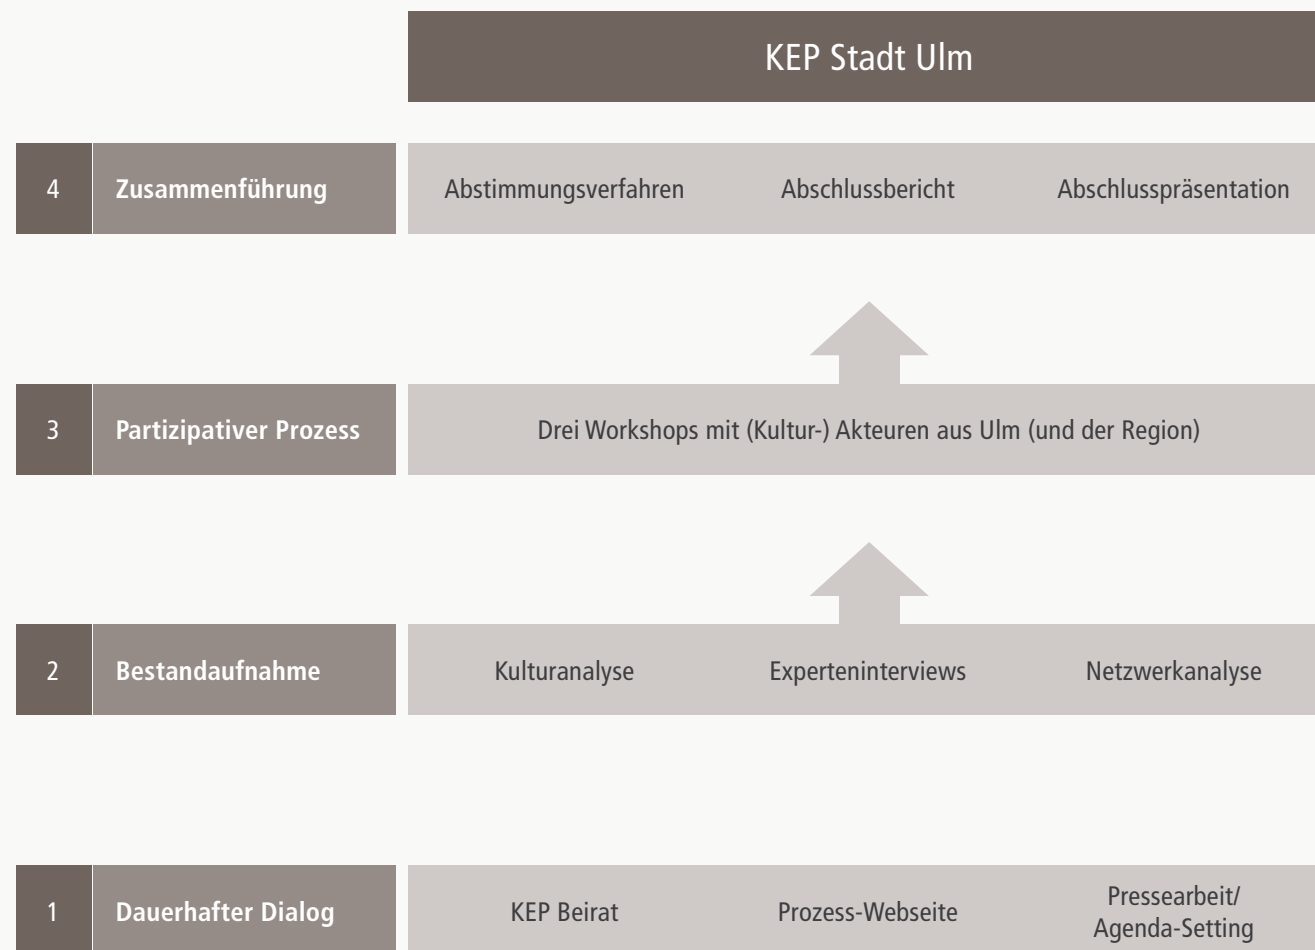 KEP Stadt Ulm
4 Zusammenführung Abstimmungsverfahren Abschlussbericht Abschlusspräsentation
3 Partizipativer Prozess Drei Workshops mit (Kultur-) Akteuren aus Ulm (und der Region)
2 Bestandaufnahme Kulturanalyse Experteninterviews Netzwerkanalyse
1 Dauerhafter Dialog KEP Beirat Prozess-Webseite Pressearbeit/
Agenda-Setting